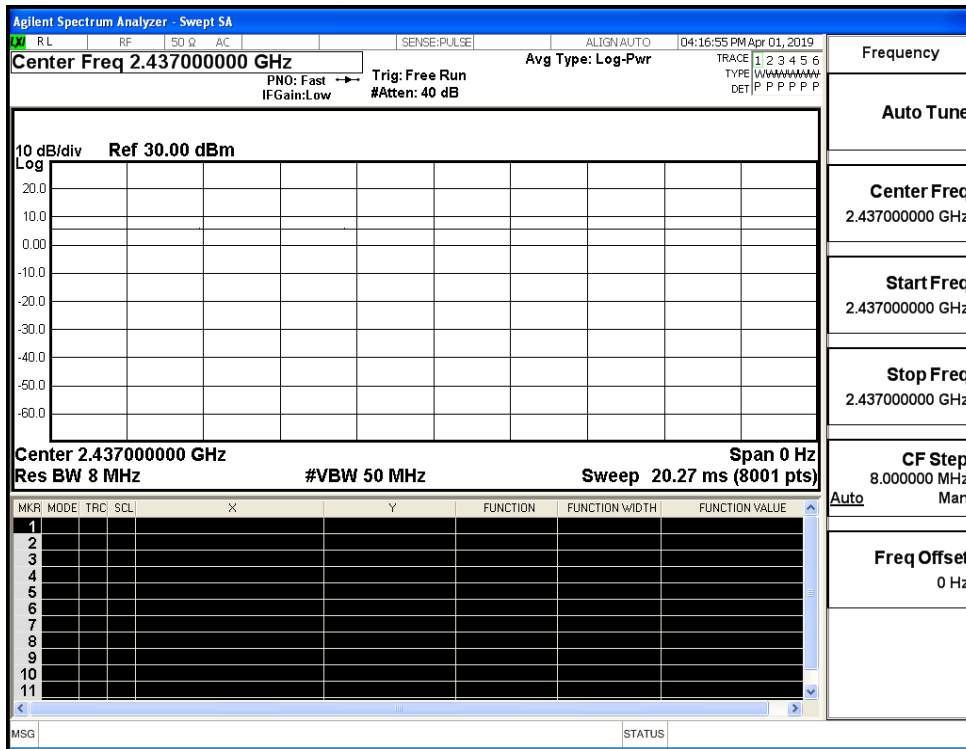 Agilent Spectrum Analyzer - Swept SA
LXI RL RF 50 Ω AC SENSE:PULSE ALIGNAUTO 04:16:55 PM Apr 01, 2019
Center Freq 2.437000000 GHz
PNO: Fast
IFGain:Low
Trig: Free Run
#Atten: 40 dB
Avg Type: Log-Pwr
TRACE 1 2 3 4 5 6
TYPE WWWWWW
DET P P P P P P
10 dB/div Ref 30.00 dBm
Log
20.0
10.0
0.00
-10.0
-20.0
-30.0
-40.0
-50.0
-60.0
Center 2.437000000 GHz Span 0 Hz
Res BW 8 MHz #VBW 50 MHz Sweep 20.27 ms (8001 pts)
MKR MODE TRC SCL X Y FUNCTION FUNCTION WIDTH FUNCTION VALUE
1
2
3
4
5
6
7
8
9
10
11
MSG STATUS
Frequency
Auto Tune
Center Freq
2.437000000 GHz
Start Freq
2.437000000 GHz
Stop Freq
2.437000000 GHz
CF Step
8.000000 MHz
Auto Man
Freq Offset
0 Hz